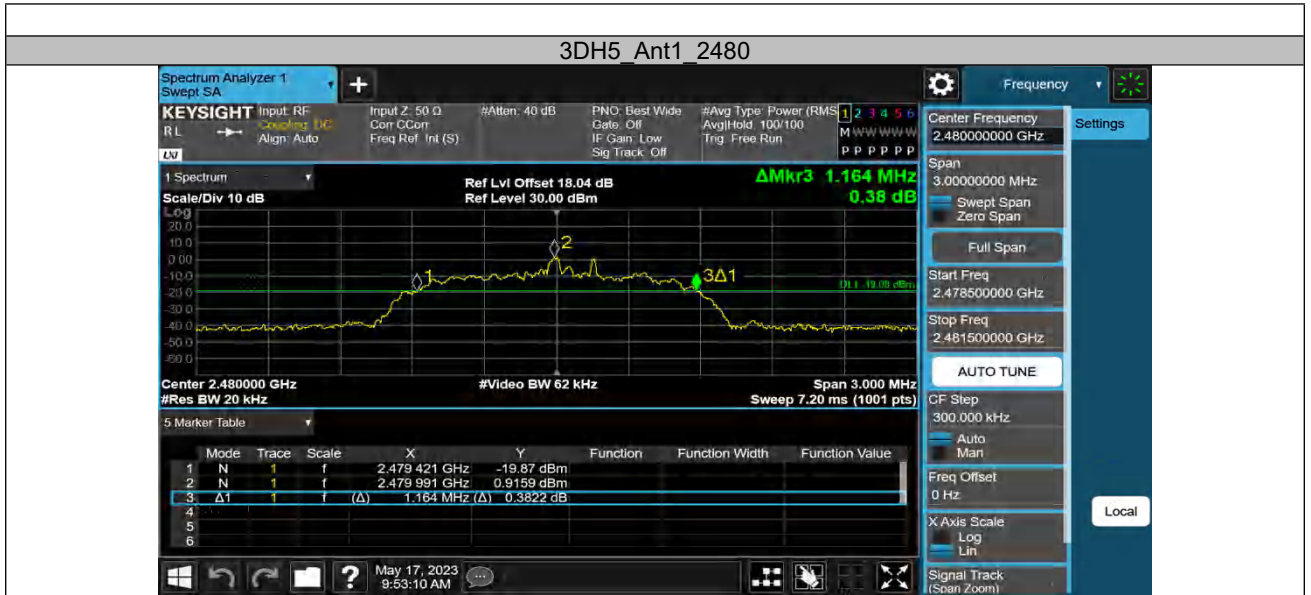 3DH5_Ant1_2480
Spectrum Analyzer 1
Swept SA
+
Frequency
KEYSIGHT
RL
LXI
Input: RF
Coupling: DC
Align: Auto
Input Z: 50 Ω
Corr CCorr
Freq Ref: Int (S)
#Atten: 40 dB
PNO: Best Wide
Gate: Off
IF Gain: Low
Sig Track: Off
#Avg Type: Power (RMS
Avg|Hold: 100/100
Trig: Free Run
1 2 3 4 5 6
M W W W W W
P P P P P P
1 Spectrum
Scale/Div 10 dB
Ref Lvl Offset 18.04 dB
Ref Level 30.00 dBm
ΔMkr3 1.164 MHz
0.38 dB
Log
20.0
10.0
0.00
-10.0
-20.0
-30.0
-40.0
-50.0
-60.0
1
2
3Δ1
Center 2.480000 GHz
#Res BW 20 kHz
#Video BW 62 kHz
Span 3.000 MHz
Sweep 7.20 ms (1001 pts)
5 Marker Table
Mode Trace Scale X Y Function Function Width Function Value
1 N 1 f 2.479 421 GHz -19.87 dBm
2 N 1 f 2.479 991 GHz 0.9159 dBm
3 Δ1 1 f (Δ) 1.164 MHz (Δ) 0.3822 dB
4
5
6
?
May 17, 2023
9:53:10 AM
Center Frequency
2.480000000 GHz
Span
3.00000000 MHz
Swept Span
Zero Span
Full Span
Start Freq
2.478500000 GHz
Stop Freq
2.481500000 GHz
AUTO TUNE
CF Step
300.000 kHz
Auto
Man
Freq Offset
0 Hz
X Axis Scale
Log
Lin
Signal Track
(Span Zoom)
Settings
Local